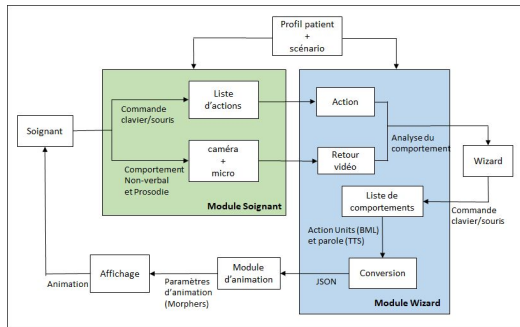 Profil patient
+
scénario
Liste
d'actions
Commande
clavier/souris
Soignant
caméra
+
micro
Comportement
Non-verbal
et Prosodie
Module Soignant
Action
Retour
vidéo
Analyse du
comportement
Wizard
Liste de
comportements
Commande
clavier/souris
Action Units (BML)
et parole (TTS)
Conversion
Module Wizard
JSON
Module
d'animation
Paramètres
d'animation
(Morphers)
Affichage
Animation